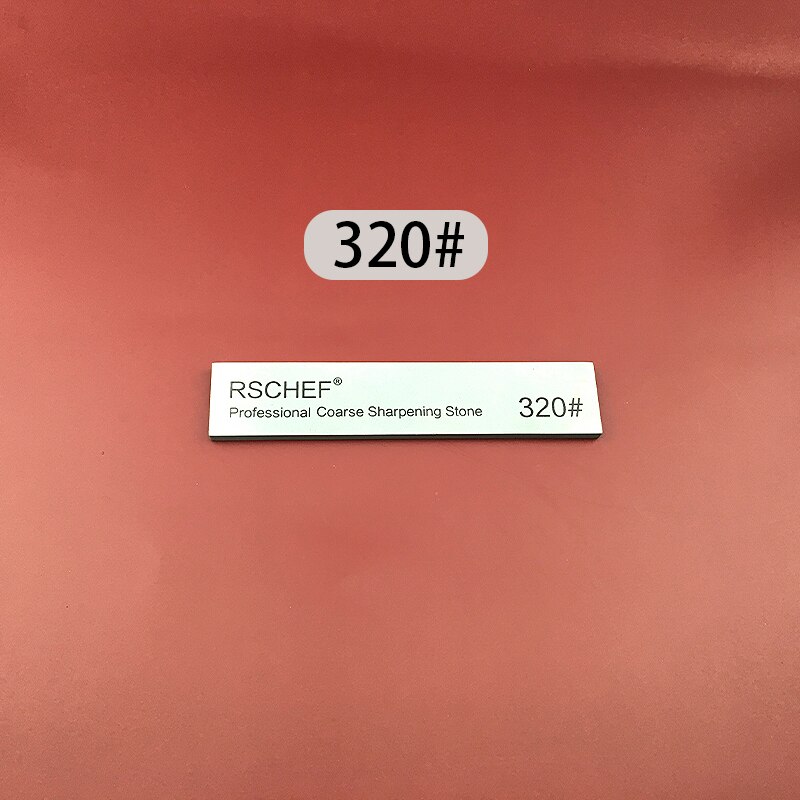 320#
RSCHEF®
Professional Coarse Sharpening Stone
320#